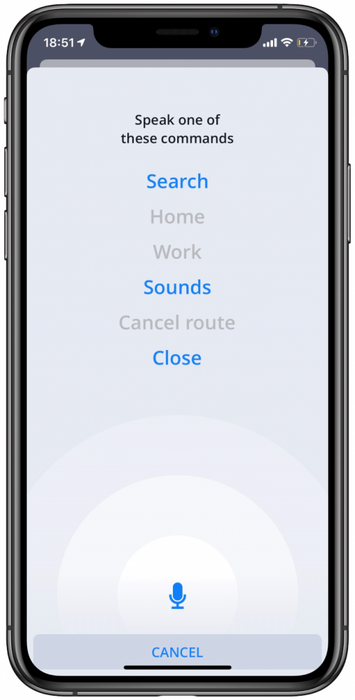 18:51
Speak one of
these commands
Search
Home
Work
Sounds
Cancel route
Close
CANCEL